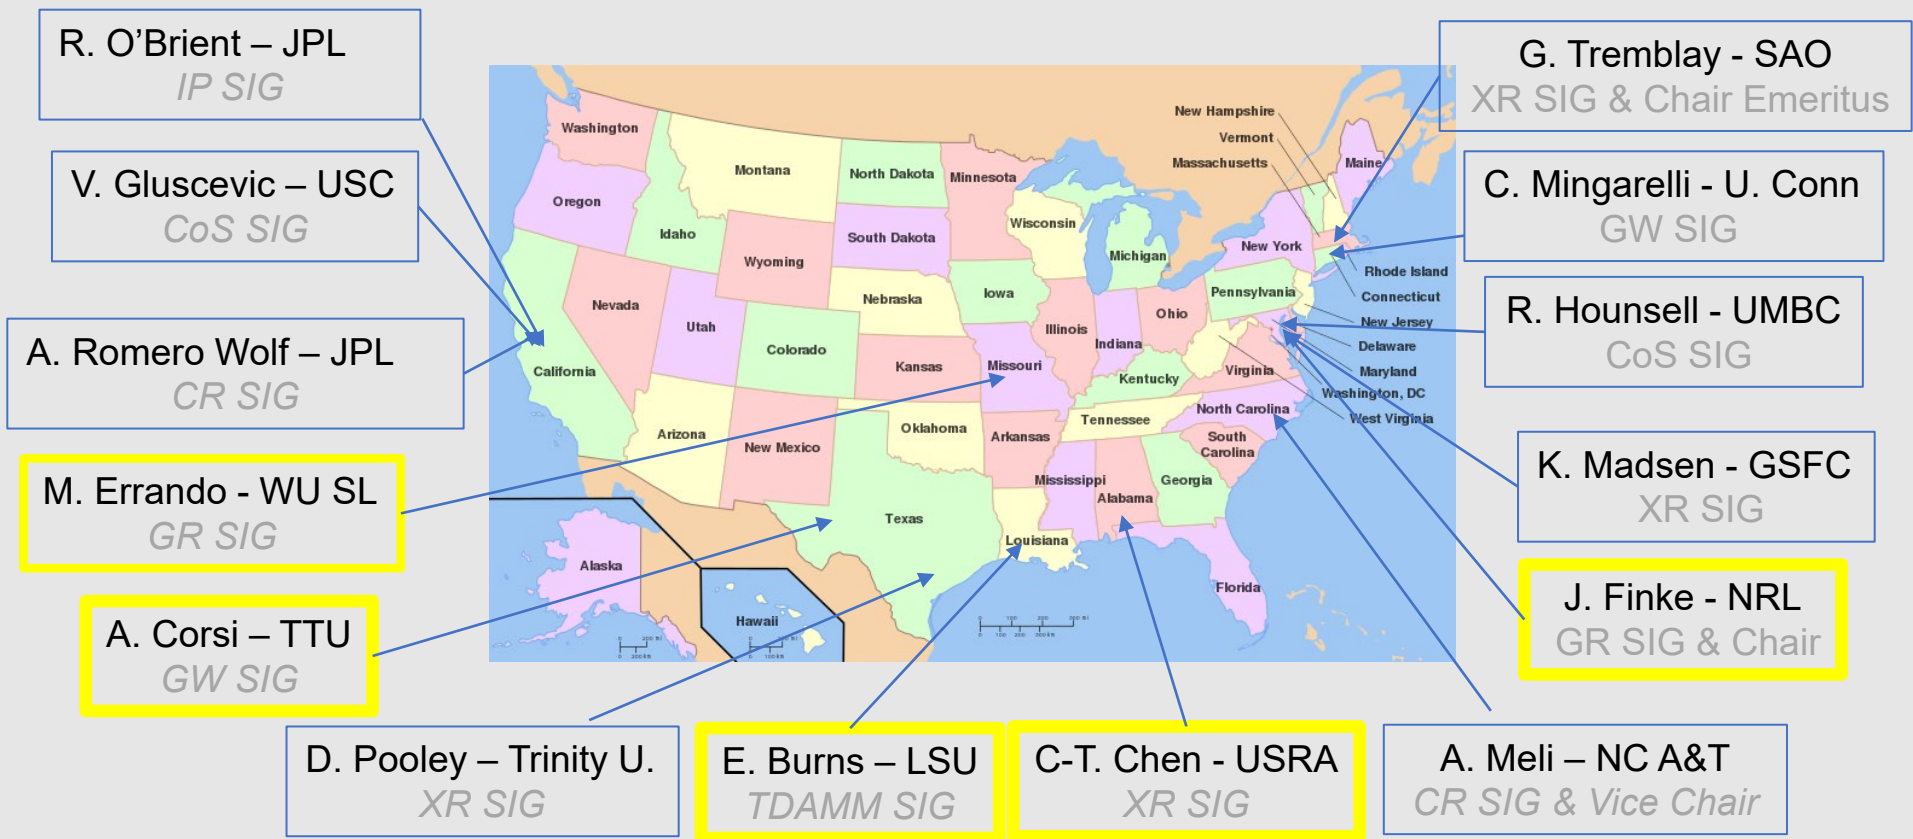 R. O’Brient – JPL
IP SIG
V. Gluscevic – USC
CoS SIG
A. Romero Wolf – JPL
CR SIG
M. Errando - WU SL
GR SIG
A. Corsi – TTU
GW SIG
D. Pooley – Trinity U.
XR SIG
E. Burns – LSU
TDAMM SIG
C-T. Chen - USRA
XR SIG
A. Meli – NC A&T
CR SIG & Vice Chair
G. Tremblay - SAO
XR SIG & Chair Emeritus
C. Mingarelli - U. Conn
GW SIG
R. Hounsell - UMBC
CoS SIG
K. Madsen - GSFC
XR SIG
J. Finke - NRL
GR SIG & Chair
Washington
Oregon
California
Idaho
Nevada
Montana
Wyoming
Utah
Arizona
Colorado
New Mexico
North Dakota
South Dakota
Nebraska
Kansas
Oklahoma
Texas
Minnesota
Iowa
Missouri
Arkansas
Louisiana
Wisconsin
Illinois
Michigan
Indiana
Ohio
Kentucky
Tennessee
Mississippi
Alabama
Georgia
Florida
South
Carolina
North Carolina
Virginia
Pennsylvania
New York
Maine
New Hampshire
Vermont
Massachusetts
Rhode Island
Connecticut
New Jersey
Delaware
Maryland
Washington, DC
West Virginia
Alaska
Hawaii